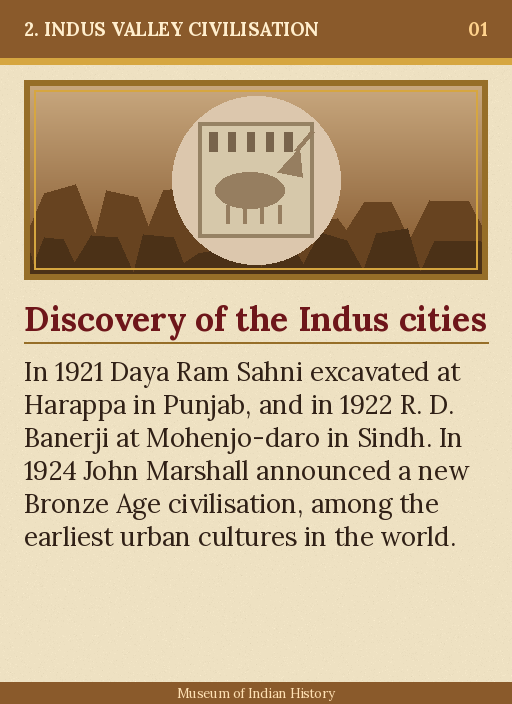 2. INDUS VALLEY CIVILISATION 01
Discovery of the Indus cities
In 1921 Daya Ram Sahni excavated at
Harappa in Punjab, and in 1922 R. D.
Banerji at Mohenjo-daro in Sindh. In
1924 John Marshall announced a new
Bronze Age civilisation, among the
earliest urban cultures in the world.
Museum of Indian History